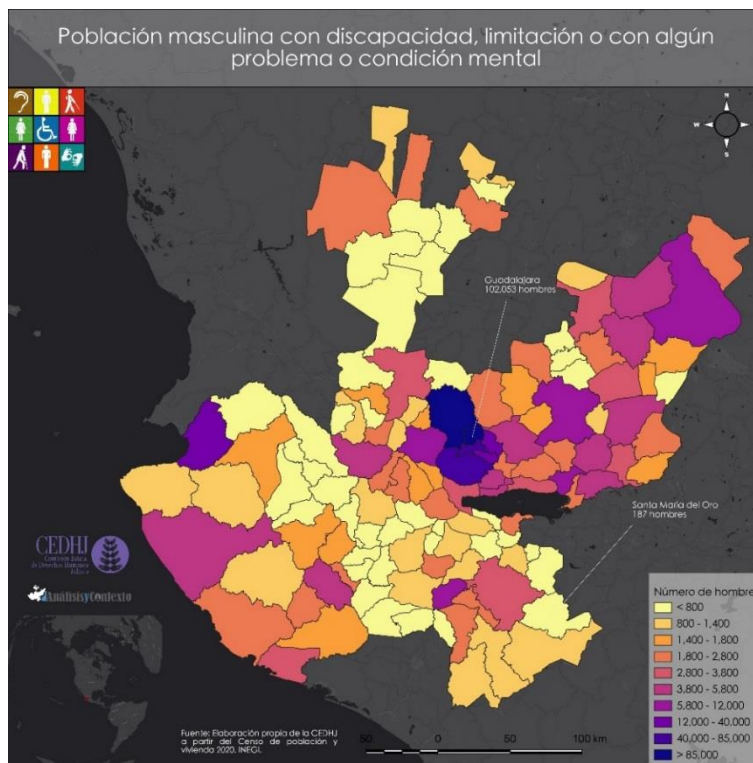 Población masculina con discapacidad, limitación o con algún
problema o condición mental
N
W
E
S
Guadalajara
102,053 hombres
Santa María del Oro
187 hombres
CEDHJ
Comisión Estatal
de Derechos Humanos
Jalisco
AnálisisyContexto
Número de hombre
< 800
800 - 1,400
1,400 - 1,800
1,800 - 2,800
2,800 - 3,800
3,800 - 5,800
5,800 - 12,000
12,000 - 40,000
40,000 - 85,000
> 85,000
Fuente: Elaboración propia de la CEDHJ
a partir del Censo de población y
vivienda 2020, INEGI.
50 0 50 100 km